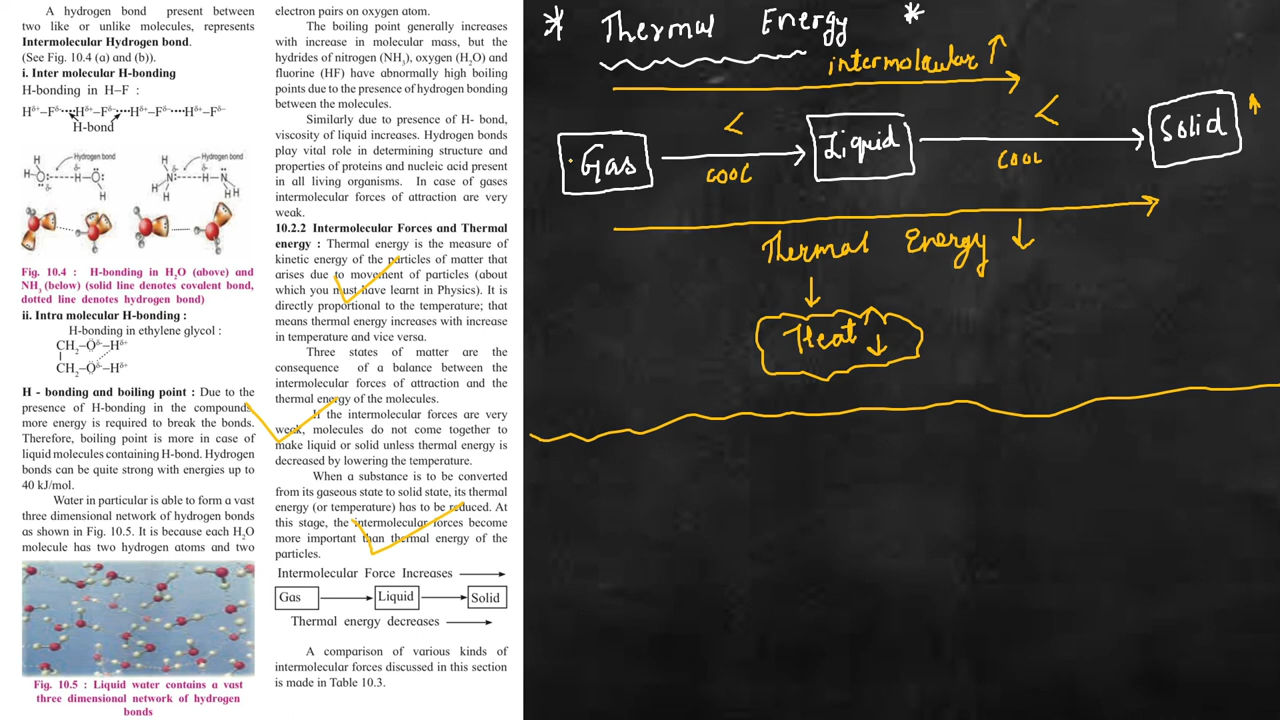 A hydrogen bond present between
two like or unlike molecules, represents
Intermolecular Hydrogen bond.
(See Fig. 10.4 (a) and (b)).
i. Inter molecular H-bonding
H-bonding in H–F :
Hδ+–Fδ-····Hδ+–Fδ-····Hδ+–Fδ-····Hδ+–Fδ-
H-bond
Hydrogen bond
Hydrogen bond
Fig. 10.4 : H-bonding in H2O (above) and
NH3 (below) (solid line denotes covalent bond,
dotted line denotes hydrogen bond)
ii. Intra molecular H-bonding :
H-bonding in ethylene glycol :
CH2–Öδ-–Hδ+
CH2–Öδ-–Hδ+
H - bonding and boiling point : Due to the
presence of H-bonding in the compounds,
more energy is required to break the bonds.
Therefore, boiling point is more in case of
liquid molecules containing H-bond. Hydrogen
bonds can be quite strong with energies up to
40 kJ/mol.
Water in particular is able to form a vast
three dimensional network of hydrogen bonds
as shown in Fig. 10.5. It is because each H2O
molecule has two hydrogen atoms and two
Fig. 10.5 : Liquid water contains a vast
three dimensional network of hydrogen
bonds
electron pairs on oxygen atom.
The boiling point generally increases
with increase in molecular mass, but the
hydrides of nitrogen (NH3), oxygen (H2O) and
fluorine (HF) have abnormally high boiling
points due to the presence of hydrogen bonding
between the molecules.
Similarly due to presence of H- bond,
viscosity of liquid increases. Hydrogen bonds
play vital role in determining structure and
properties of proteins and nucleic acid present
in all living organisms. In case of gases
intermolecular forces of attraction are very
weak.
10.2.2 Intermolecular Forces and Thermal
energy : Thermal energy is the measure of
kinetic energy of the particles of matter that
arises due to movement of particles (about
which you must have learnt in Physics). It is
directly proportional to the temperature; that
means thermal energy increases with increase
in temperature and vice versa.
Three states of matter are the
consequence of a balance between the
intermolecular forces of attraction and the
thermal energy of the molecules.
If the intermolecular forces are very
weak, molecules do not come together to
make liquid or solid unless thermal energy is
decreased by lowering the temperature.
When a substance is to be converted
from its gaseous state to solid state, its thermal
energy (or temperature) has to be reduced. At
this stage, the intermolecular forces become
more important than thermal energy of the
particles.
Intermolecular Force Increases →
Gas → Liquid → Solid
Thermal energy decreases →
A comparison of various kinds of
intermolecular forces discussed in this section
is made in Table 10.3.
* Thermal Energy *
intermolaular ↑
< <
Gas → Liquid → Solid ↑
COOL COOL
Thermal Energy ↓
↓
Heat ↑↓